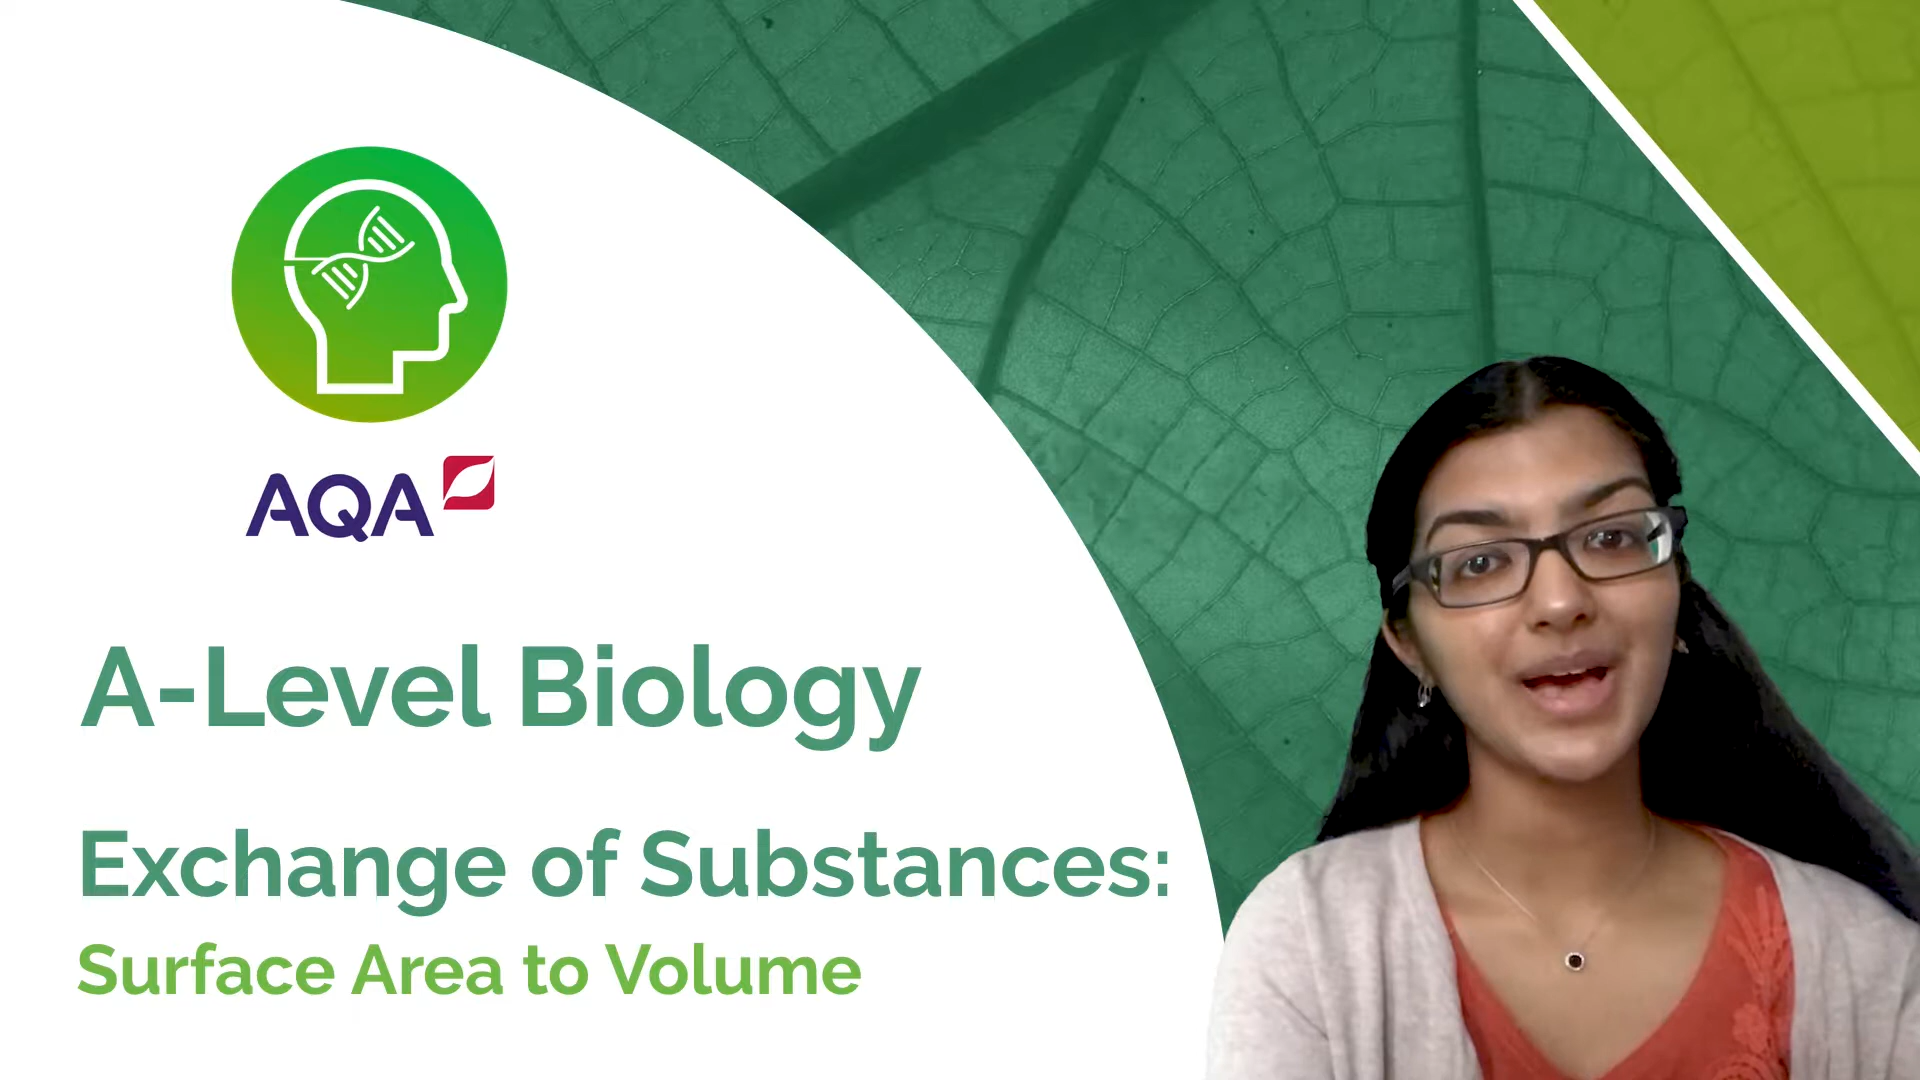 AQA
A-Level Biology
Exchange of Substances:
Surface Area to Volume